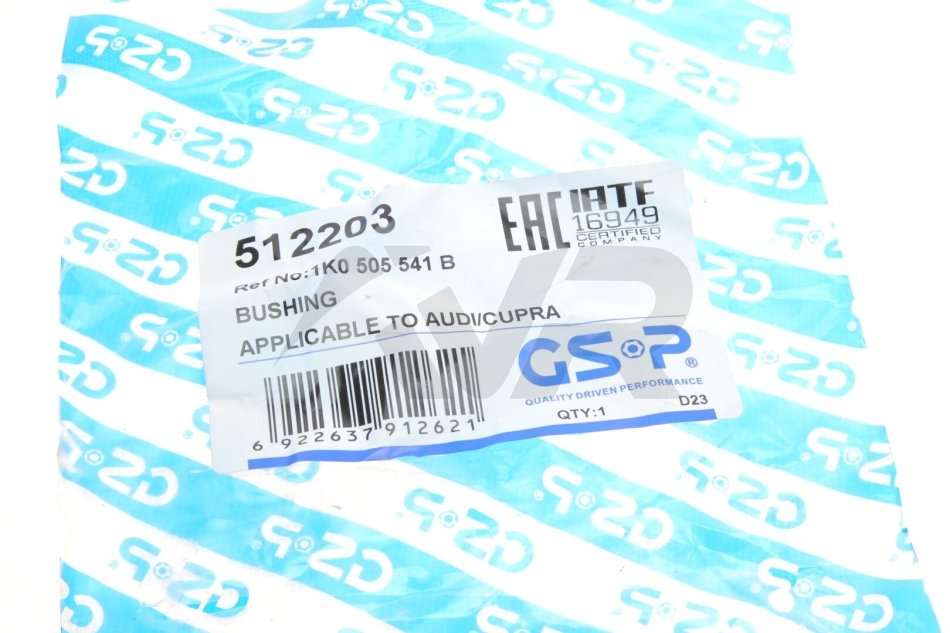 512203
EAC
IATF
16949
CERTIFIED
COMPANY
Ref No:1K0 505 541 B
BUSHING
APPLICABLE TO AUDI/CUPRA
GSP®
QUALITY DRIVEN PERFORMANCE
QTY:1 D23
6 922637 912621